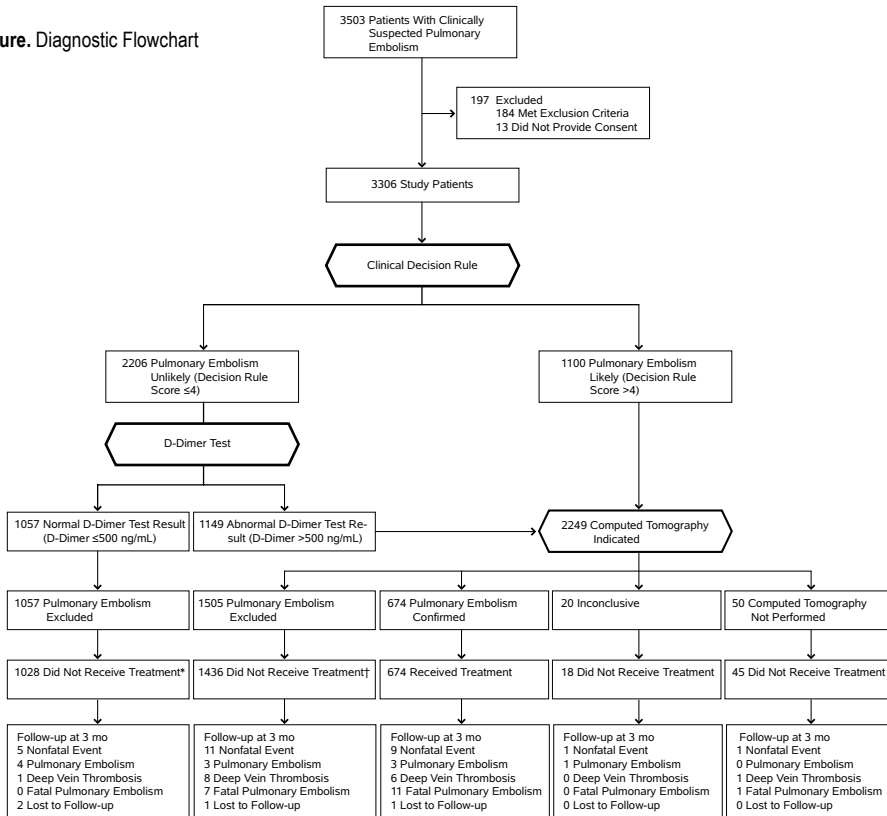 3503 Patients With Clinically
Suspected Pulmonary
Embolism
ure. Diagnostic Flowchart
197 Excluded
184 Met Exclusion Criteria
13 Did Not Provide Consent
3306 Study Patients
Clinical Decision Rule
2206 Pulmonary Embolism
Unlikely (Decision Rule
Score ≤4)
1100 Pulmonary Embolism
Likely (Decision Rule
Score >4)
D-Dimer Test
1057 Normal D-Dimer Test Result
(D-Dimer ≤500 ng/mL)
1149 Abnormal D-Dimer Test Re-
sult (D-Dimer >500 ng/mL)
2249 Computed Tomography
Indicated
1057 Pulmonary Embolism
Excluded
1505 Pulmonary Embolism
Excluded
674 Pulmonary Embolism
Confirmed
20 Inconclusive
50 Computed Tomography
Not Performed
1028 Did Not Receive Treatment*
1436 Did Not Receive Treatment†
674 Received Treatment
18 Did Not Receive Treatment
45 Did Not Receive Treatment
Follow-up at 3 mo
5 Nonfatal Event
4 Pulmonary Embolism
1 Deep Vein Thrombosis
0 Fatal Pulmonary Embolism
2 Lost to Follow-up
Follow-up at 3 mo
11 Nonfatal Event
3 Pulmonary Embolism
8 Deep Vein Thrombosis
7 Fatal Pulmonary Embolism
1 Lost to Follow-up
Follow-up at 3 mo
9 Nonfatal Event
3 Pulmonary Embolism
6 Deep Vein Thrombosis
11 Fatal Pulmonary Embolism
1 Lost to Follow-up
Follow-up at 3 mo
1 Nonfatal Event
1 Pulmonary Embolism
0 Deep Vein Thrombosis
0 Fatal Pulmonary Embolism
0 Lost to Follow-up
Follow-up at 3 mo
1 Nonfatal Event
0 Pulmonary Embolism
1 Deep Vein Thrombosis
1 Fatal Pulmonary Embolism
0 Lost to Follow-up